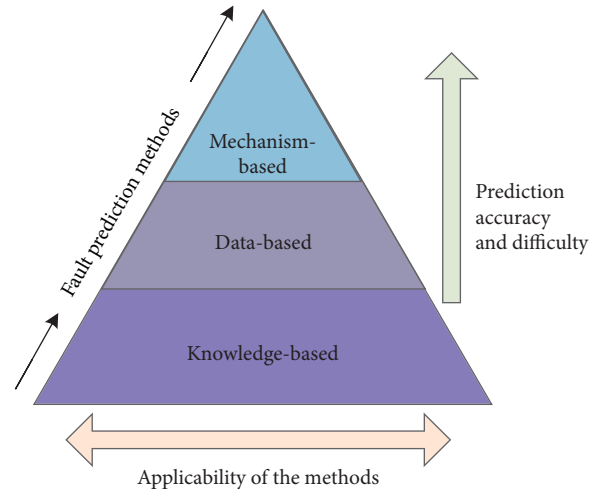 Fault prediction methods
Mechanism-
based
Data-based
Knowledge-based
Prediction
accuracy
and difficulty
Applicability of the methods